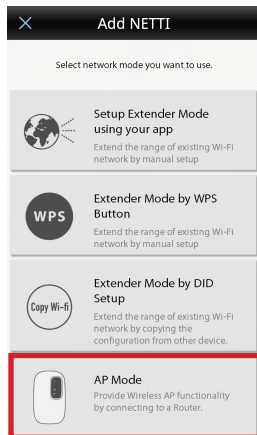 Add NETTI
Select network mode you want to use.
Setup Extender Mode
using your app
Extend the range of existing Wi-Fi
network by manual setup
WPS
Extender Mode by WPS
Button
Extend the range of existing Wi-Fi
network by manual setup
Copy Wi-fi
Extender Mode by DID
Setup
Extend the range of existing Wi-Fi
network by copying the
configuration from other device.
AP Mode
Provide Wireless AP functionality
by connecting to a Router.